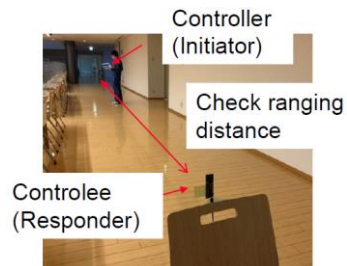 Controller
(Initiator)
Check ranging
distance
Controlee
(Responder)